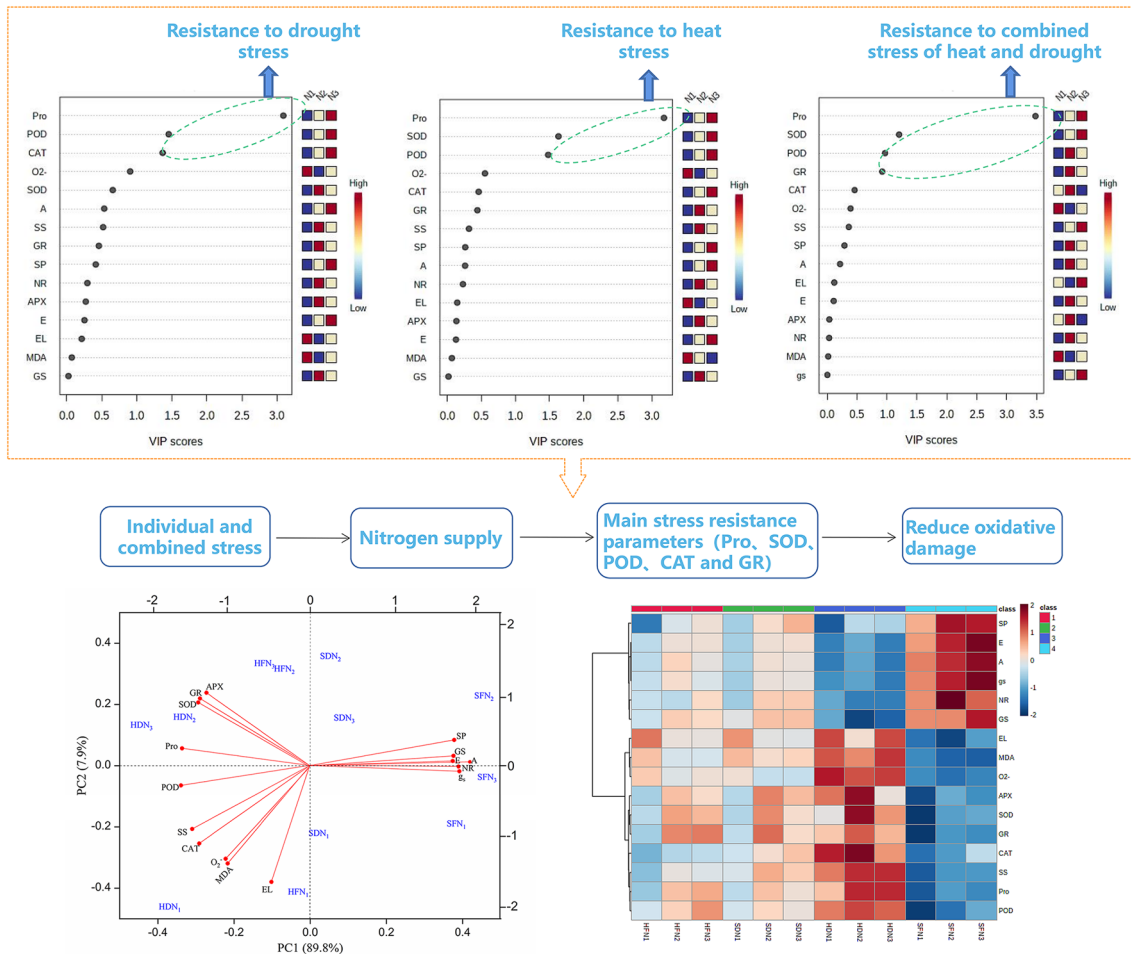 Resistance to drought
stress
Resistance to heat
stress
Resistance to combined
stress of heat and drought
N1 N2 N3
Pro
POD
CAT
O2-
SOD
A
SS
GR
SP
NR
APX
E
EL
MDA
GS
High
Low
0.0 0.5 1.0 1.5 2.0 2.5 3.0
VIP scores
N1 N2 N3
Pro
SOD
POD
O2-
CAT
GR
SS
SP
A
NR
EL
APX
E
MDA
GS
High
Low
0.0 0.5 1.0 1.5 2.0 2.5 3.0
VIP scores
N1 N2 N3
Pro
SOD
POD
GR
CAT
O2-
SS
SP
A
EL
E
APX
NR
MDA
gs
High
Low
0.0 0.5 1.0 1.5 2.0 2.5 3.0 3.5
VIP scores
Individual and
combined stress
Nitrogen supply
Main stress resistance
parameters（Pro、SOD、
POD、CAT and GR）
Reduce oxidative
damage
-2 -1 0 1 2
0.4
0.2
0.0
-0.2
-0.4
PC2 (7.9%)
2
1
0
-1
-2
SDN2
HFN3
HFN2
SFN2
APX
GR
SOD
HDN2
HDN3
SDN3
Pro
SP
GS
E
A
NR
gs
SFN3
POD
SFN1
SS
SDN1
CAT
O2-
MDA
EL
HFN1
HDN1
-0.4 -0.2 0.0 0.2 0.4
PC1 (89.8%)
class
SP
E
A
gs
NR
GS
EL
MDA
O2-
APX
SOD
GR
CAT
SS
Pro
POD
HFN1 HFN2 HFN3 SDN1 SDN2 SDN3 HDN1 HDN2 HDN3 SFN1 SFN2 SFN3
2
1
0
-1
-2
class
1
2
3
4